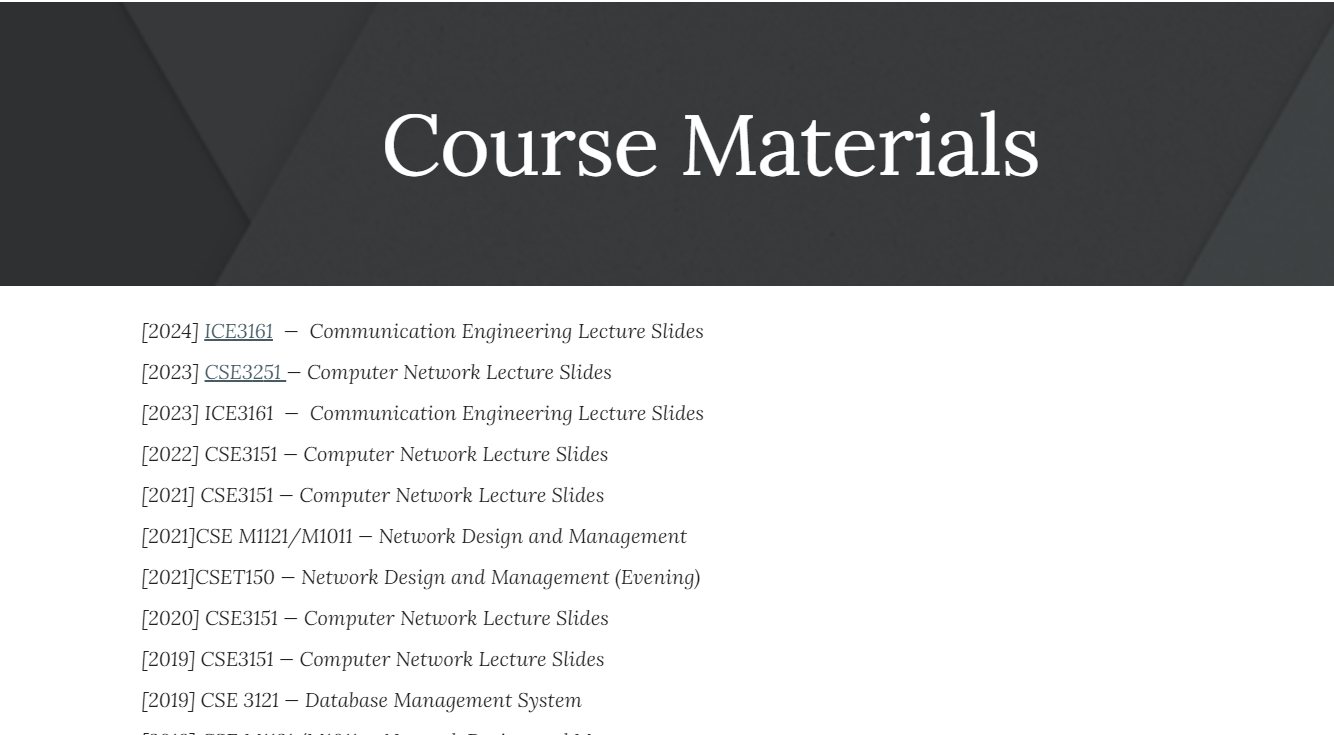 Course Materials
[2024] ICE3161 — Communication Engineering Lecture Slides
[2023] CSE3251 — Computer Network Lecture Slides
[2023] ICE3161 — Communication Engineering Lecture Slides
[2022] CSE3151 — Computer Network Lecture Slides
[2021] CSE3151 — Computer Network Lecture Slides
[2021]CSE M1121/M1011 — Network Design and Management
[2021]CSET150 — Network Design and Management (Evening)
[2020] CSE3151 — Computer Network Lecture Slides
[2019] CSE3151 — Computer Network Lecture Slides
[2019] CSE 3121 — Database Management System